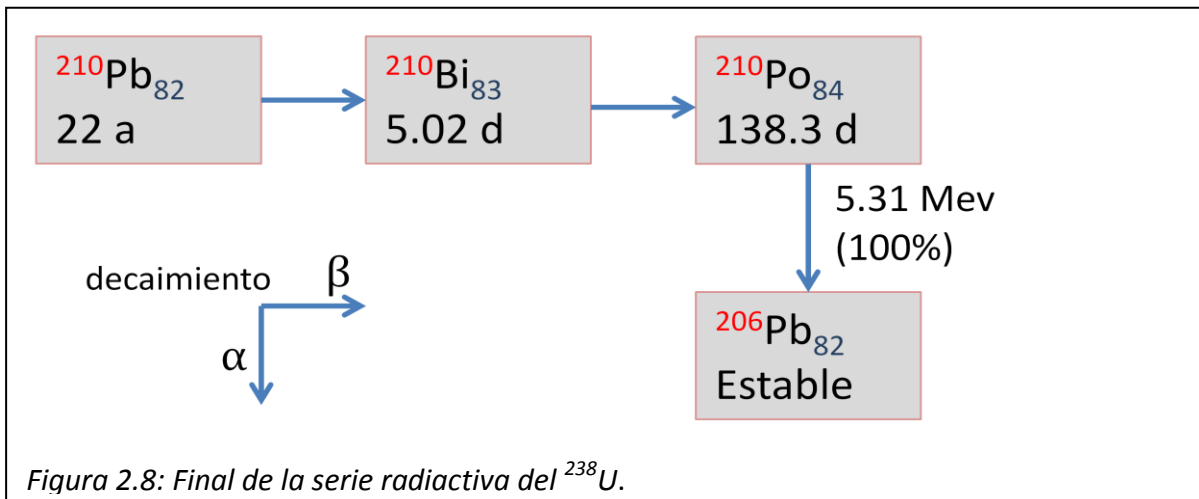 ²¹⁰Pb₈₂
22 a
²¹⁰Bi₈₃
5.02 d
²¹⁰Po₈₄
138.3 d
5.31 Mev
(100%)
decaimiento
β
α
²⁰⁶Pb₈₂
Estable
Figura 2.8: Final de la serie radiactiva del ²³⁸U.